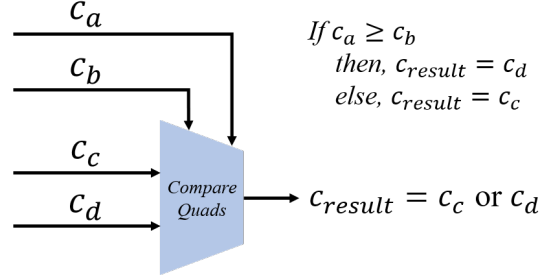 c_a
c_b
c_c
c_d
Compare
Quads
If c_a ≥ c_b
then, c_result = c_d
else, c_result = c_c
c_result = c_c or c_d